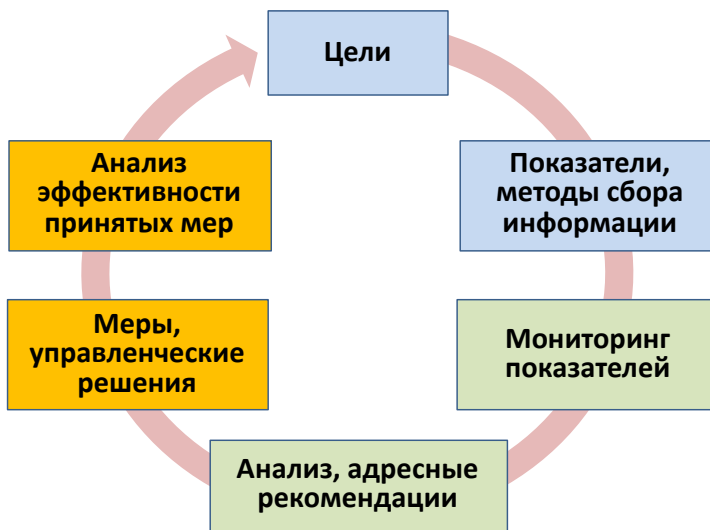 Цели
Показатели,
методы сбора
информации
Мониторинг
показателей
Анализ, адресные
рекомендации
Меры,
управленческие
решения
Анализ
эффективности
принятых мер